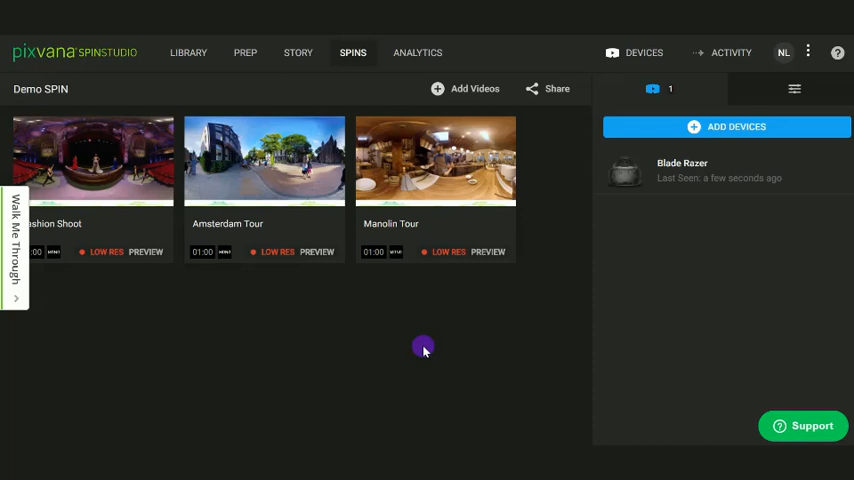 pixvana SPINSTUDIO
LIBRARY
PREP
STORY
SPINS
ANALYTICS
DEVICES
ACTIVITY
NL
Demo SPIN
Add Videos
Share
1
ADD DEVICES
Blade Razer
Last Seen: a few seconds ago
Walk Me Through
ashion Shoot
:00
LOW RES PREVIEW
Amsterdam Tour
01:00
LOW RES PREVIEW
Manolin Tour
01:00
LOW RES PREVIEW
Support